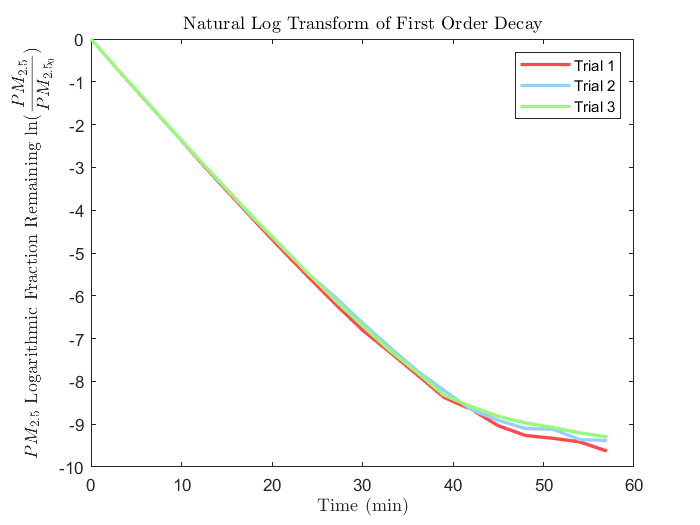 Natural Log Transform of First Order Decay
PM2.5 Logarithmic Fraction Remaining ln(PM2.5/PM2.50)
0
-1
-2
-3
-4
-5
-6
-7
-8
-9
-10
Trial 1
Trial 2
Trial 3
0 10 20 30 40 50 60
Time (min)